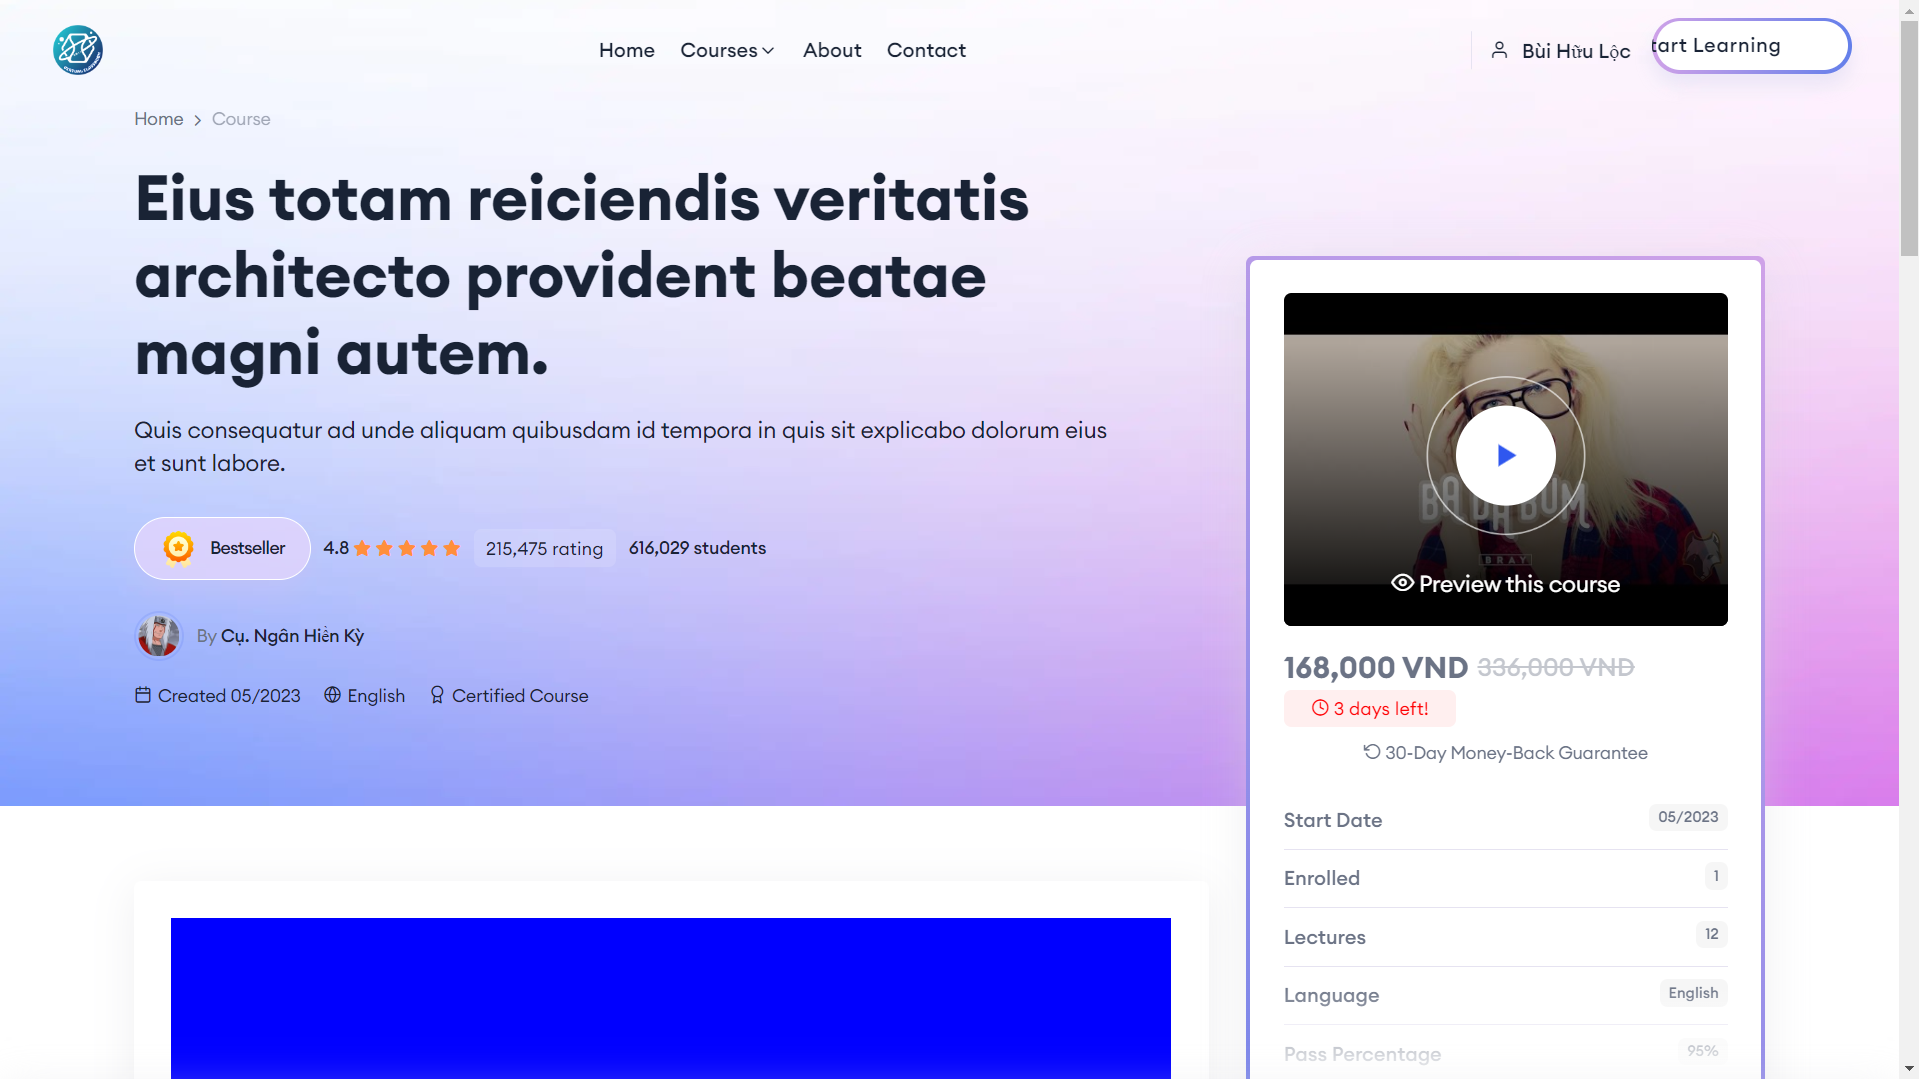 Home Courses About Contact
Bùi Hữu Lộc
tart Learning
Home > Course
Eius totam reiciendis veritatis
architecto provident beatae
magni autem.
Quis consequatur ad unde aliquam quibusdam id tempora in quis sit explicabo dolorum eius
et sunt labore.
Bestseller 4.8 215,475 rating 616,029 students
By Cụ. Ngân Hiền Kỳ
Created 05/2023 English Certified Course
BA DA BUM
BRAY
Preview this course
168,000 VND 336,000 VND
3 days left!
30-Day Money-Back Guarantee
Start Date 05/2023
Enrolled 1
Lectures 12
Language English
Pass Percentage 95%